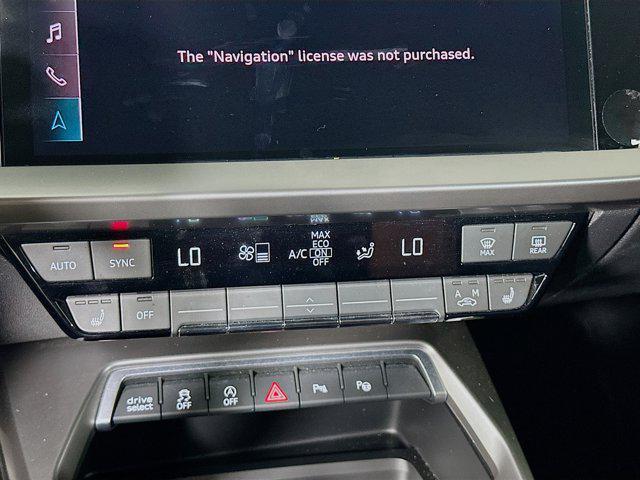 The "Navigation" license was not purchased.
MAX
ECO
A/C ON
OFF
LO
LO
AUTO
SYNC
MAX
REAR
OFF
A M
drive
select
OFF
A OFF
P
P